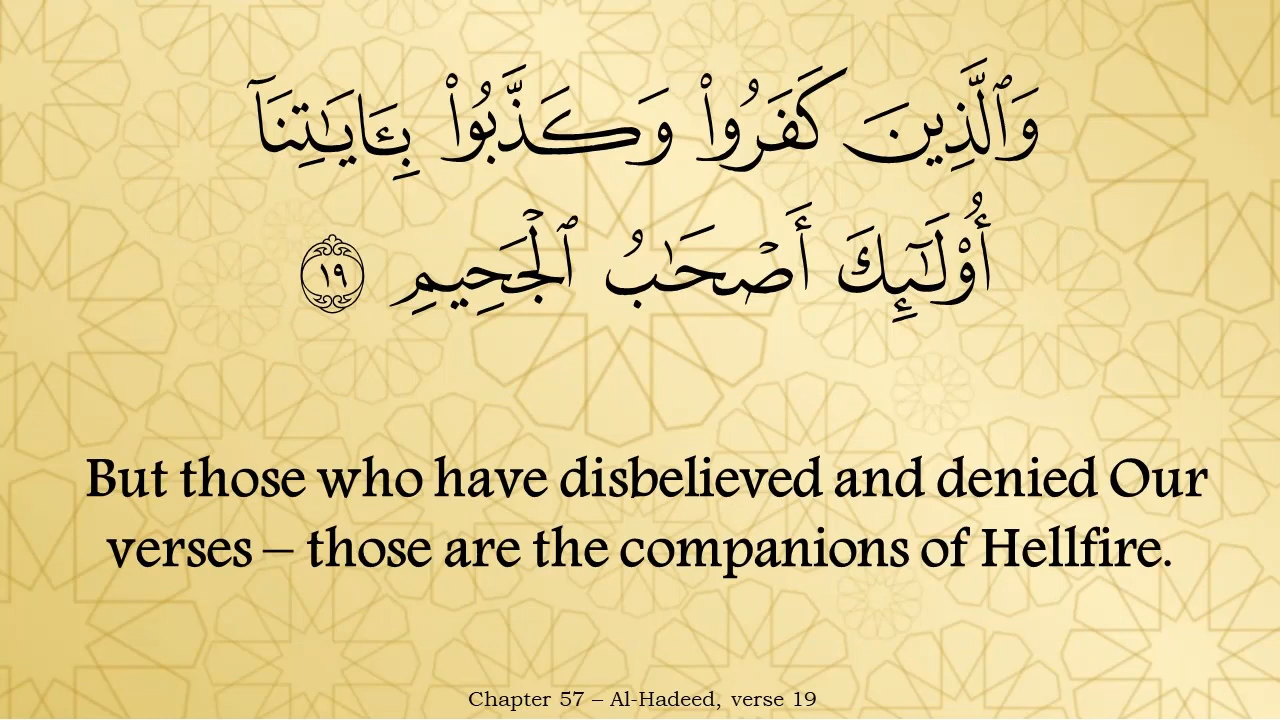 وَٱلَّذِينَ كَفَرُوا۟ وَكَذَّبُوا۟ بِـَٔايَـٰتِنَآ
أُو۟لَـٰٓئِكَ أَصْحَـٰبُ ٱلْجَحِيمِ ١٩
But those who have disbelieved and denied Our
verses – those are the companions of Hellfire.
Chapter 57 – Al-Hadeed, verse 19